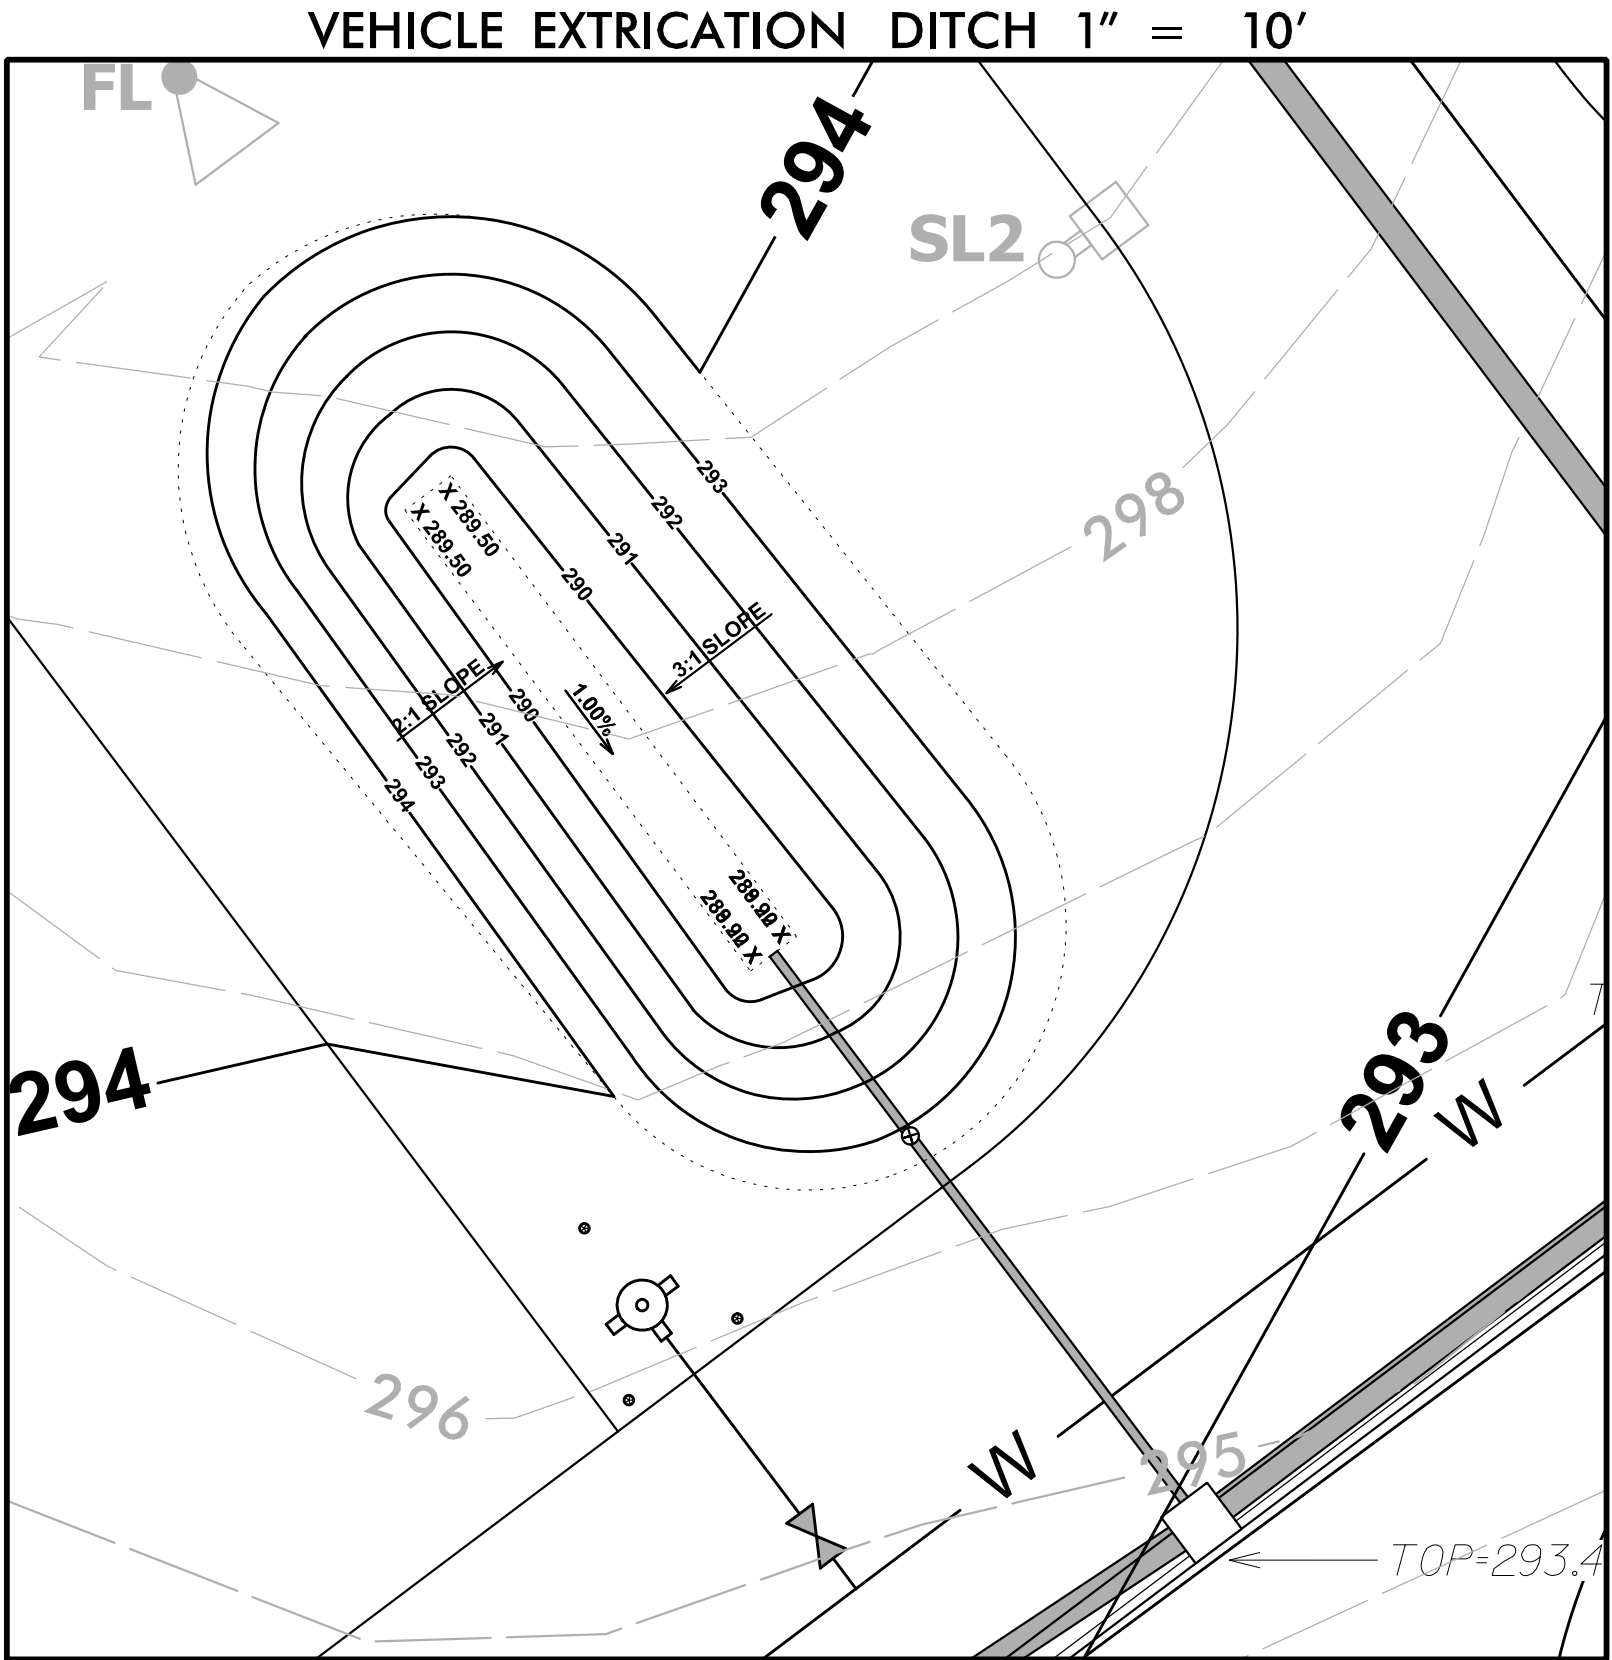 VEHICLE EXTRICATION DITCH 1" = 10'
FL
294
SL2
298
293
292
291
290
X 289.50
X 289.50
3:1 SLOPE
2:1 SLOPE
1.00%
290
291
292
293
294
X
X
294
293
W
296
W
295
TOP=293.4